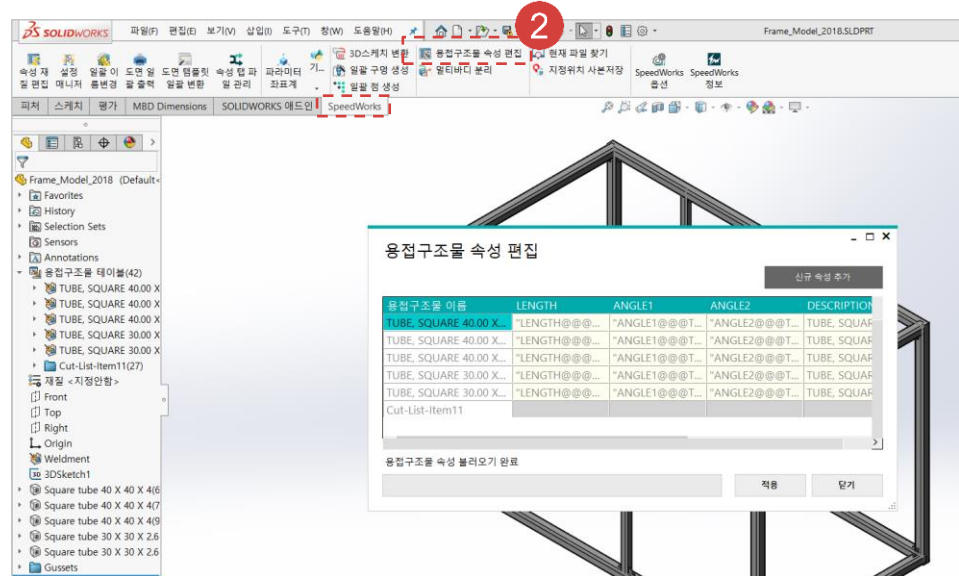 SOLIDWORKS 파일(F) 편집(E) 보기(V) 삽입(I) 도구(T) 창(W) 도움말(H) Frame_Model_2018.SLDPRT
2
속성 재질 편집
설정 매니저
일괄 이름변경
도면 일괄 출력
도면 템플릿 일괄 변환
속성 탭 파일 관리
파라미터 좌표계
기...
3D스케치 변환
일괄 구멍 생성
일괄 점 생성
용접구조물 속성 편집
멀티바디 분리
현재 파일 찾기
지정위치 사본저장
SpeedWorks 옵션
SpeedWorks 정보
피처 스케치 평가 MBD Dimensions SOLIDWORKS 애드인 SpeedWorks
Frame_Model_2018 (Default<
Favorites
History
Selection Sets
Sensors
Annotations
용접구조물 테이블(42)
TUBE, SQUARE 40.00 X
TUBE, SQUARE 40.00 X
TUBE, SQUARE 40.00 X
TUBE, SQUARE 30.00 X
TUBE, SQUARE 30.00 X
Cut-List-Item11(27)
재질 <지정안함>
Front
Top
Right
Origin
Weldment
3DSketch1
Square tube 40 X 40 X 4(6
Square tube 40 X 40 X 4(7
Square tube 40 X 40 X 4(9
Square tube 30 X 30 X 2.6
Square tube 30 X 30 X 2.6
Gussets
용접구조물 속성 편집
신규 속성 추가
용접구조물 이름 LENGTH ANGLE1 ANGLE2 DESCRIPTION
TUBE, SQUARE 40.00 X... "LENGTH@@@... "ANGLE1@@@T... "ANGLE2@@@T... TUBE, SQUAR
TUBE, SQUARE 40.00 X... "LENGTH@@@... "ANGLE1@@@T... "ANGLE2@@@T... TUBE, SQUAR
TUBE, SQUARE 40.00 X... "LENGTH@@@... "ANGLE1@@@T... "ANGLE2@@@T... TUBE, SQUAR
TUBE, SQUARE 30.00 X... "LENGTH@@@... "ANGLE1@@@T... "ANGLE2@@@T... TUBE, SQUAR
TUBE, SQUARE 30.00 X... "LENGTH@@@... "ANGLE1@@@T... "ANGLE2@@@T... TUBE, SQUAR
Cut-List-Item11
용접구조물 속성 불러오기 완료
적용 닫기